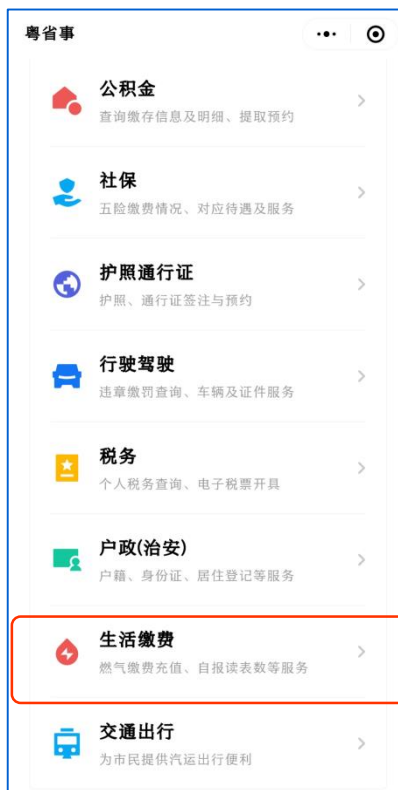 粤省事
公积金
查询缴存信息及明细、提取预约
社保
五险缴费情况、对应待遇及服务
护照通行证
护照、通行证签注与预约
行驶驾驶
违章缴罚查询、车辆及证件服务
税务
个人税务查询、电子税票开具
户政(治安)
户籍、身份证、居住登记等服务
生活缴费
燃气缴费充值、自报读表数等服务
交通出行
为市民提供汽运出行便利